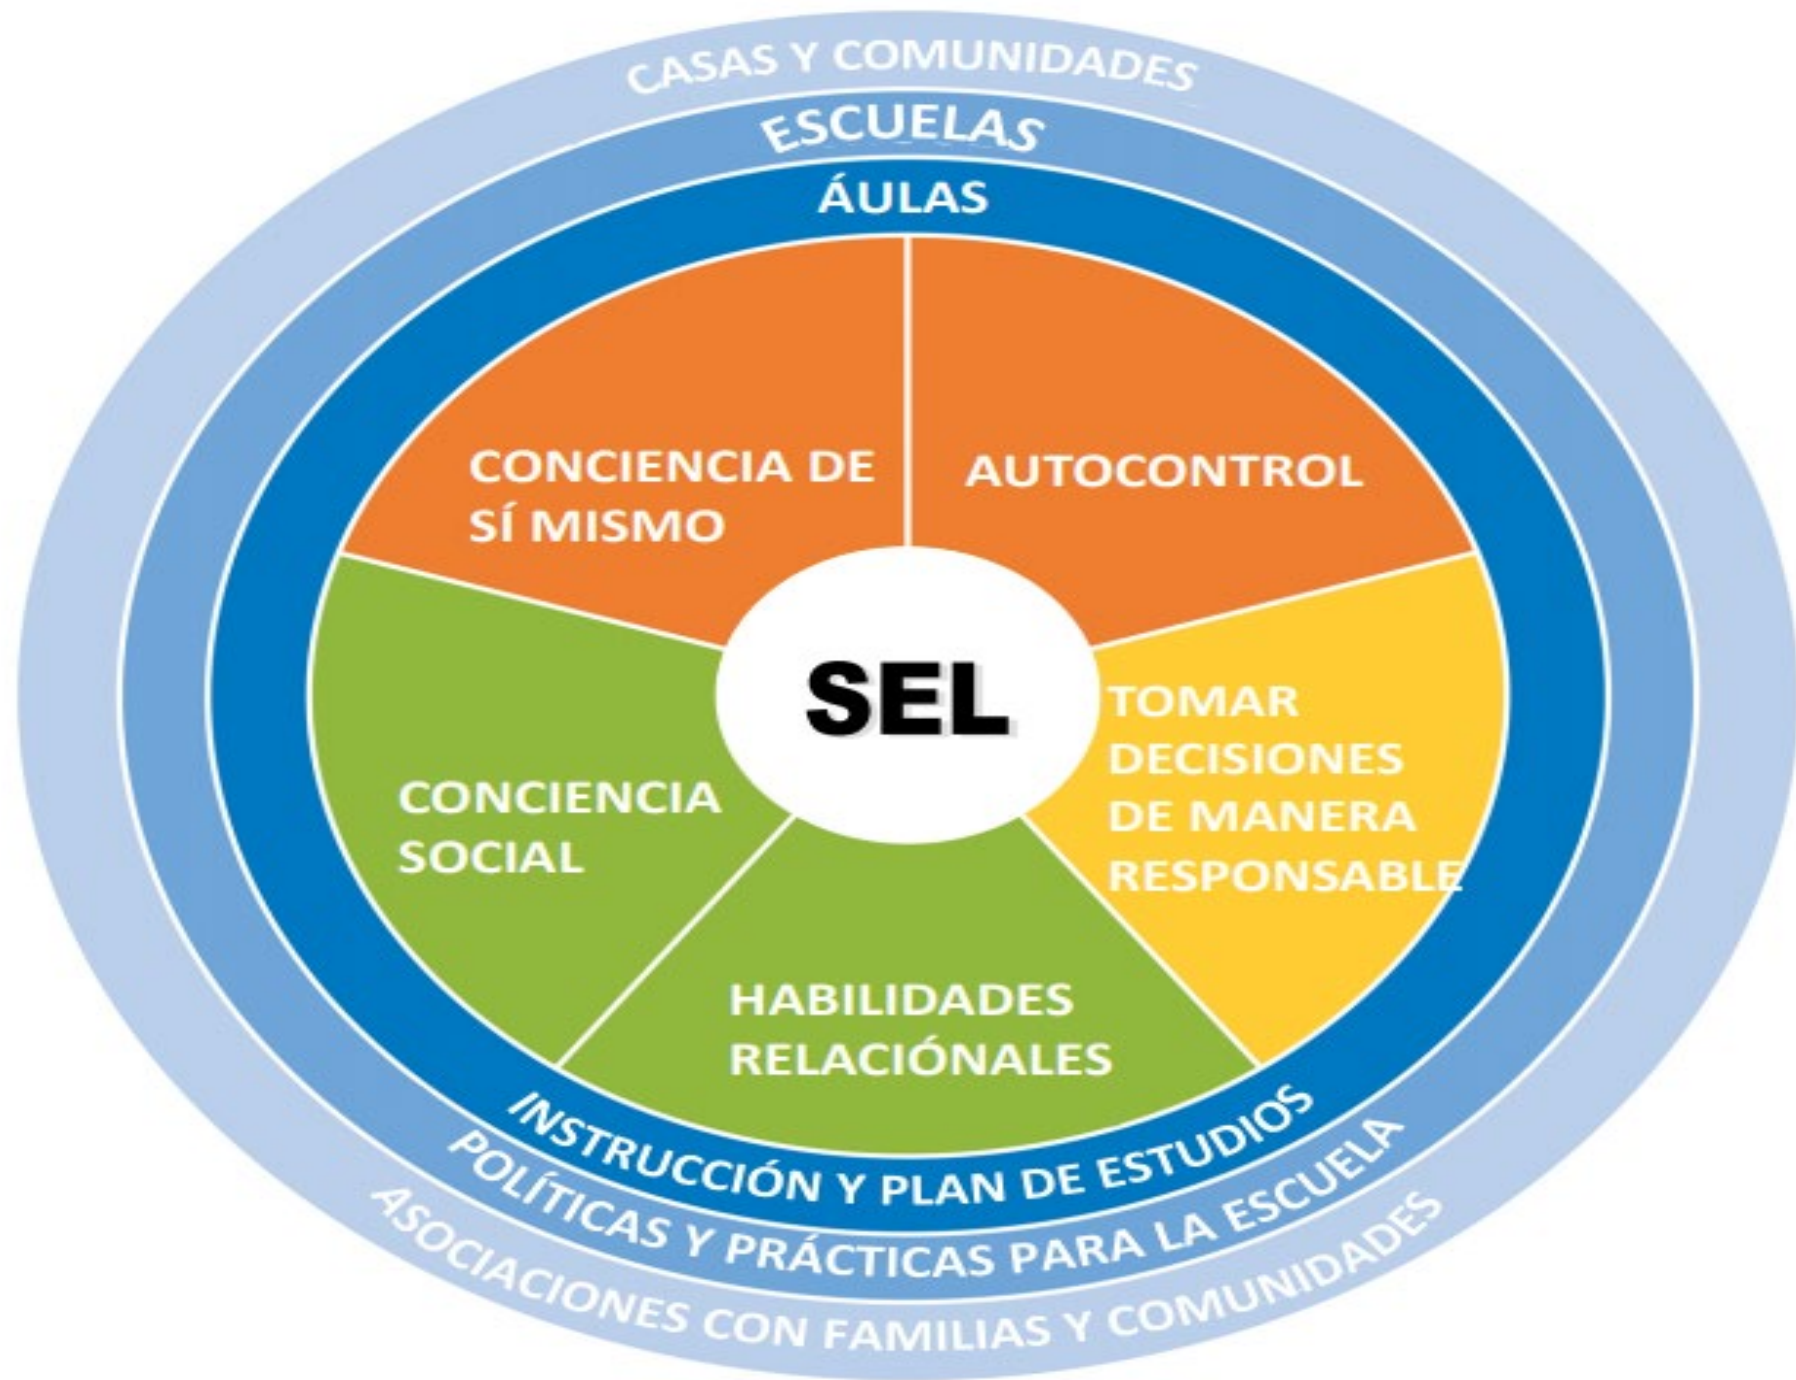 CASAS Y COMUNIDADES
ESCUELAS
ÁULAS
CONCIENCIA DE
SÍ MISMO
AUTOCONTROL
SEL
TOMAR
DECISIONES
DE MANERA
RESPONSABLE
CONCIENCIA
SOCIAL
HABILIDADES
RELACIÓNALES
INSTRUCCIÓN Y PLAN DE ESTUDIOS
POLÍTICAS Y PRÁCTICAS PARA LA ESCUELA
ASOCIACIONES CON FAMILIAS Y COMUNIDADES